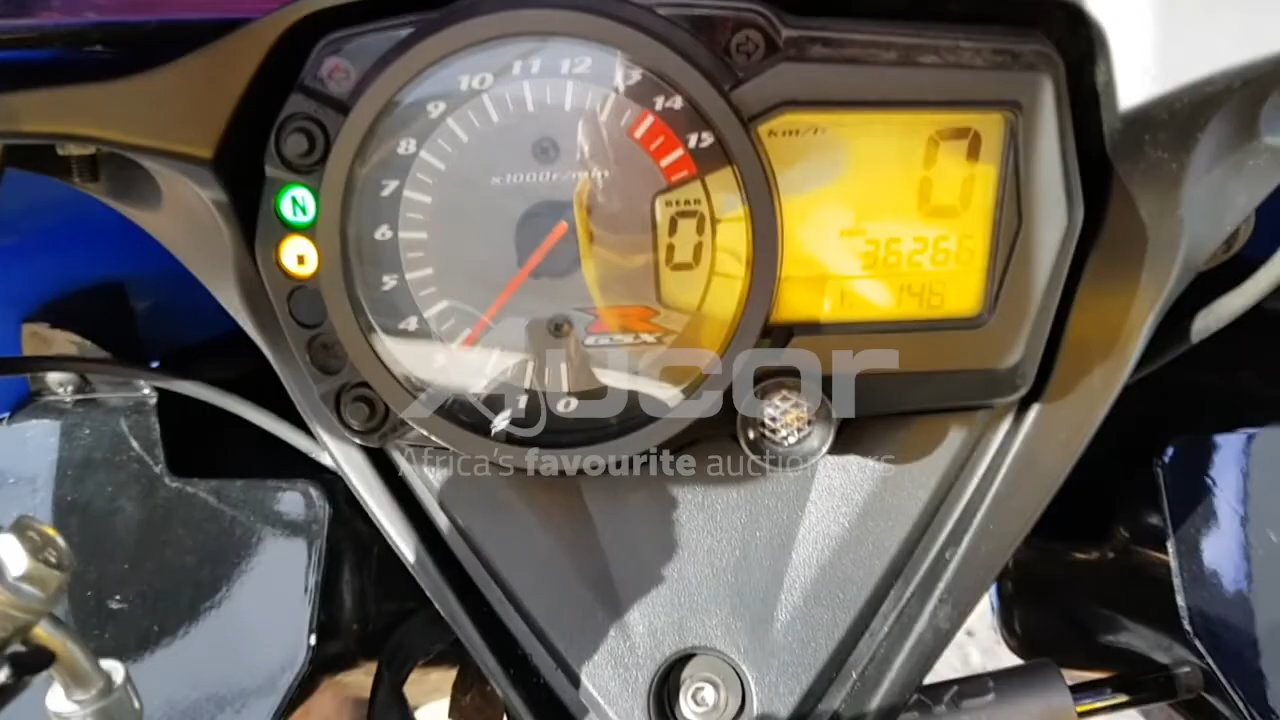 10 11 12 13
9 14
8 15
7 x1000r/min
6
5
4
1 0
N
GEAR
0
R
GSX
km/h
0
36266
148
Xucor
Africa's favourite auctioneers